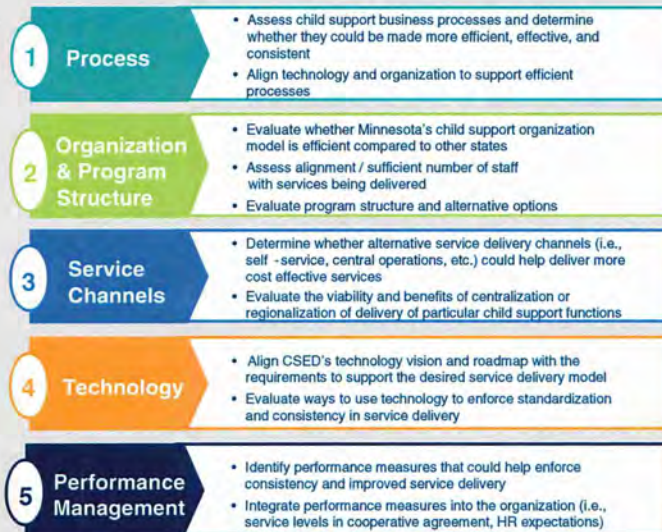 1
Process
• Assess child support business processes and determine
whether they could be made more efficient, effective, and
consistent
• Align technology and organization to support efficient
processes
2
Organization
& Program
Structure
• Evaluate whether Minnesota's child support organization
model is efficient compared to other states
• Assess alignment / sufficient number of staff
with services being delivered
• Evaluate program structure and alternative options
3
Service
Channels
• Determine whether alternative service delivery channels (i.e.,
self -service, central operations, etc.) could help deliver more
cost effective services
• Evaluate the viability and benefits of centralization or
regionalization of delivery of particular child support functions
4
Technology
• Align CSED's technology vision and roadmap with the
requirements to support the desired service delivery model
• Evaluate ways to use technology to enforce standardization
and consistency in service delivery
5
Performance
Management
• Identify performance measures that could help enforce
consistency and improved service delivery
• Integrate performance measures into the organization (i.e.,
service levels in cooperative agreement, HR expectations)